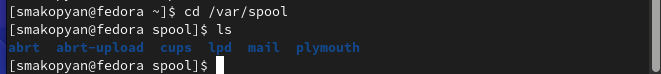 [smakopyan@fedora ~]$ cd /var/spool
[smakopyan@fedora spool]$ ls
abrt  abrt-upload  cups  lpd  mail  plymouth
[smakopyan@fedora spool]$